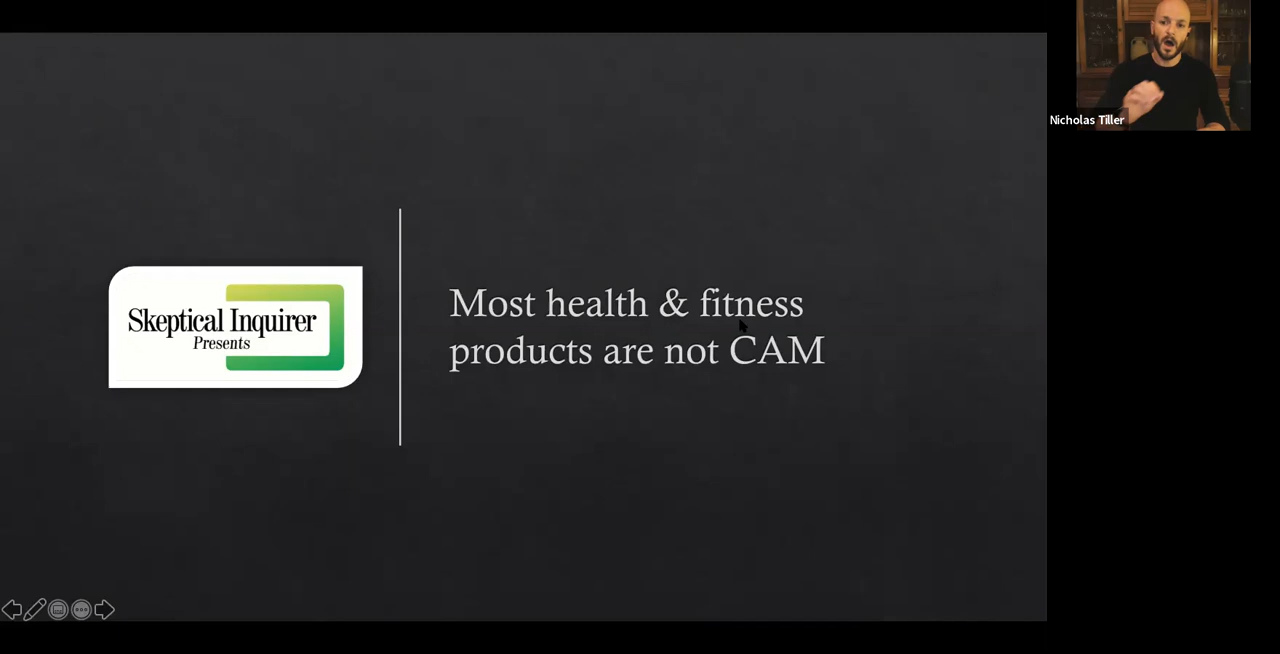 Skeptical Inquirer
Presents
Most health & fitness
products are not CAM
Nicholas Tiller